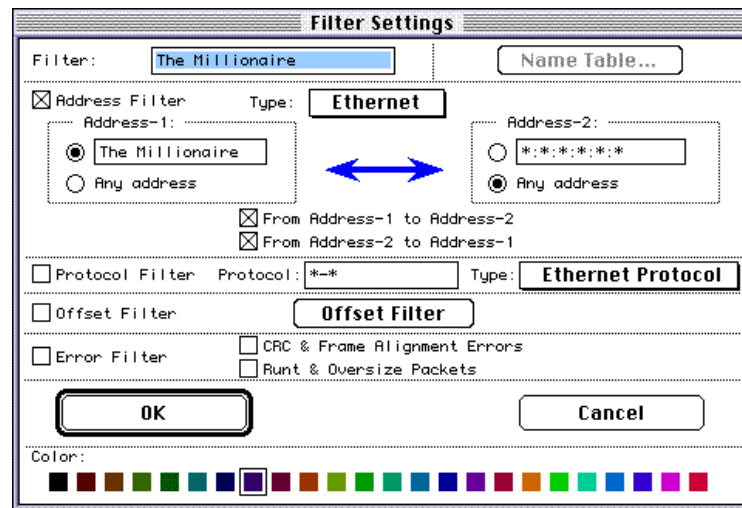 Filter Settings
Filter: The Millionaire Name Table...
Address Filter Type: Ethernet
Address-1: Address-2:
The Millionaire *:*:*:*:*:*
Any address Any address
From Address-1 to Address-2
From Address-2 to Address-1
Protocol Filter Protocol: *-* Type: Ethernet Protocol
Offset Filter Offset Filter
Error Filter CRC & Frame Alignment Errors
Runt & Oversize Packets
OK Cancel
Color: